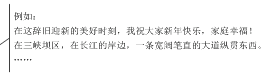 例如：
在这辞旧迎新的美好时刻，我祝大家新年快乐，家庭幸福！
在三峡坝区，在长江的岸边，一条宽阔笔直的大道纵贯东西。
……